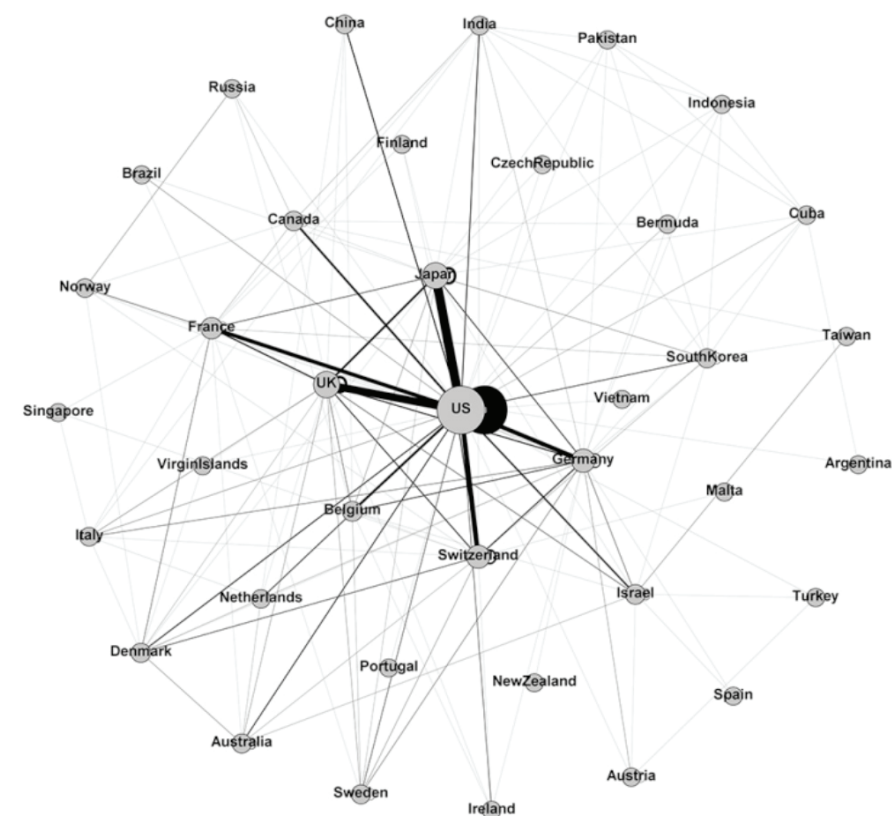 China
India
Pakistan
Russia
Indonesia
Finland
CzechRepublic
Brazil
Canada
Bermuda
Cuba
Japan
Norway
France
Taiwan
SouthKorea
UK
Vietnam
US
Singapore
VirginIslands
Germany
Argentina
Malta
Belgium
Italy
Switzerland
Netherlands
Israel
Turkey
Denmark
Portugal
NewZealand
Spain
Australia
Austria
Sweden
Ireland